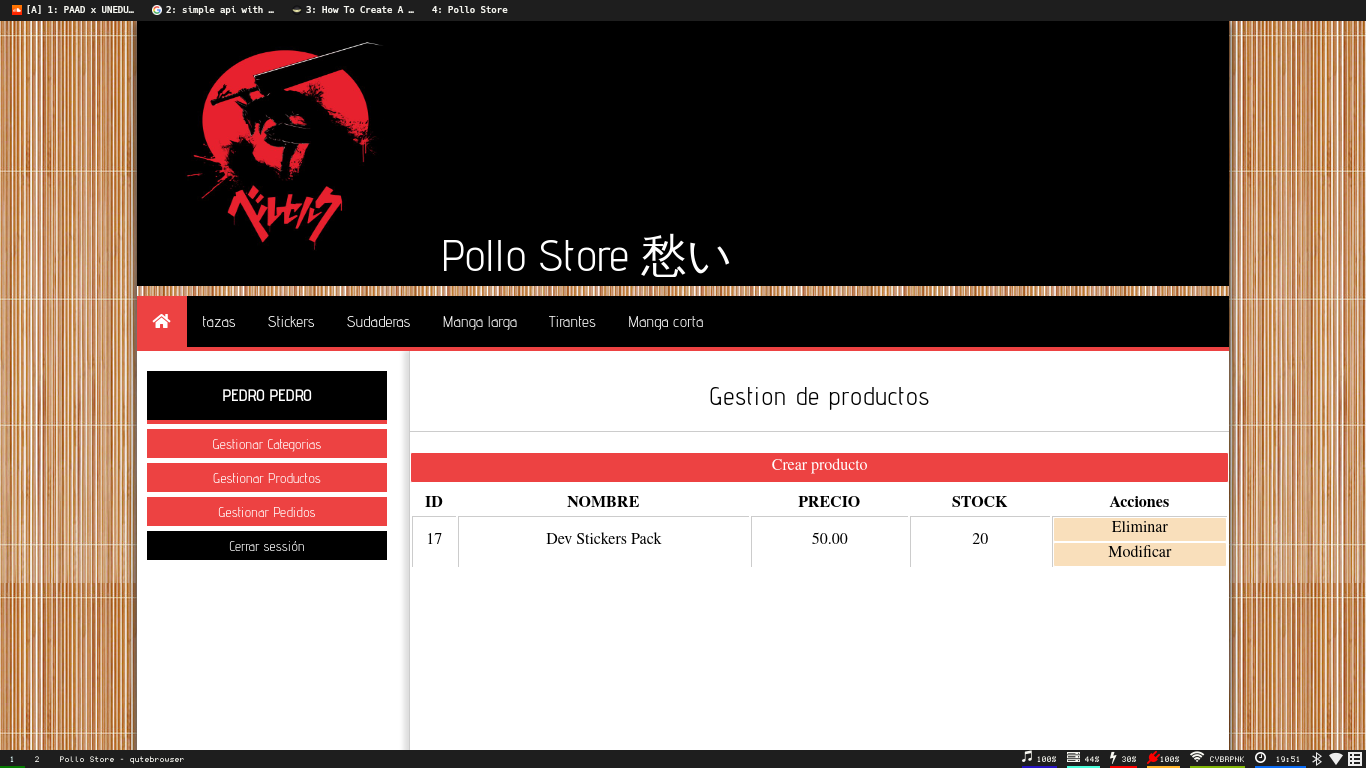 [A] 1: PAAD x UNEDU… 2: simple api with … 3: How To Create A … 4: Pollo Store
ベルセルク
Pollo Store 愁い
tazas Stickers Sudaderas Manga larga Tirantes Manga corta
PEDRO PEDRO
Gestionar Categorias
Gestionar Productos
Gestionar Pedidos
Cerrar sessión
Gestion de productos
Crear producto
ID NOMBRE PRECIO STOCK Acciones
17 Dev Stickers Pack 50.00 20 Eliminar
Modificar
1 2 Pollo Store - qutebrowser 100% 44% 30% 100% CYBRPNK 19:51